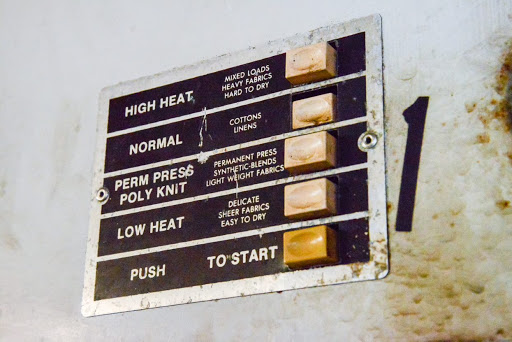 HIGH HEAT
MIXED LOADS
HEAVY FABRICS
HARD TO DRY
NORMAL
COTTONS
LINENS
PERM PRESS
POLY KNIT
PERMANENT PRESS
SYNTHETIC-BLENDS
LIGHT WEIGHT FABRICS
LOW HEAT
DELICATE
SHEER FABRICS
EASY TO DRY
PUSH TO START
1